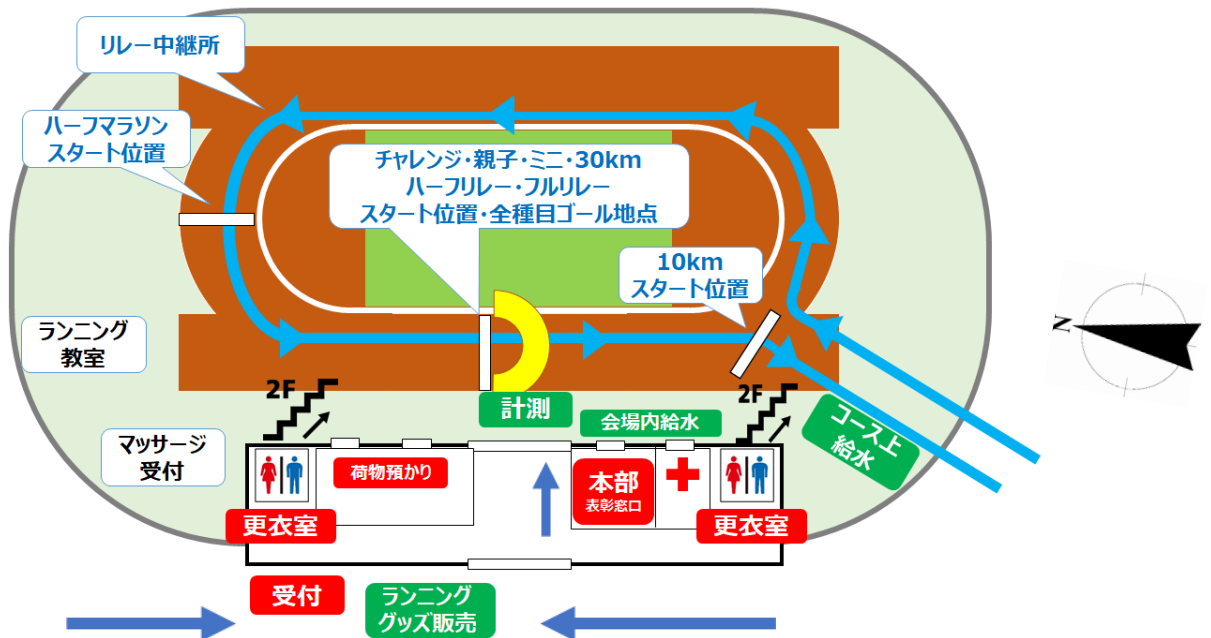 リレー中継所
ハーフマラソン
スタート位置
チャレンジ・親子・ミニ・30km
ハーフリレー・フルリレー
スタート位置・全種目ゴール地点
10km
スタート位置
N
ランニング
教室
2F
計測
会場内給水
2F
コース上
給水
マッサージ
受付
荷物預かり
本部
表彰窓口
更衣室
更衣室
受付
ランニング
グッズ販売